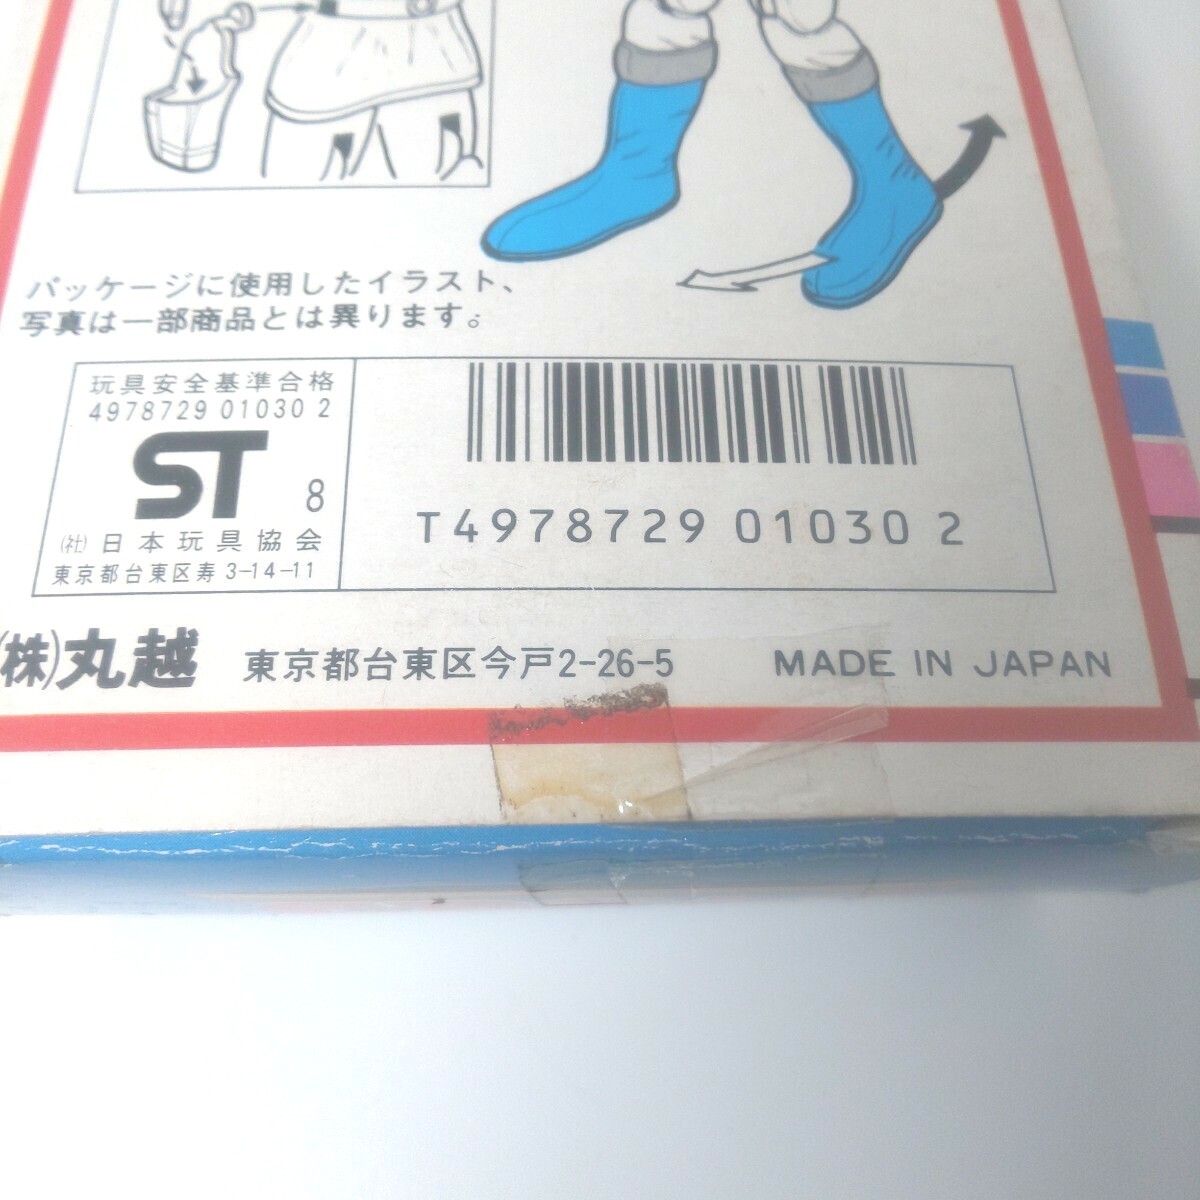 パッケージに使用したイラスト、
写真は一部商品とは異ります。
玩具安全基準合格
4978729 01030 2
ST 8
㈳日本玩具協会
東京都台東区寿3-14-11
T4978729 01030 2
(株)丸越 東京都台東区今戸2-26-5 MADE IN JAPAN